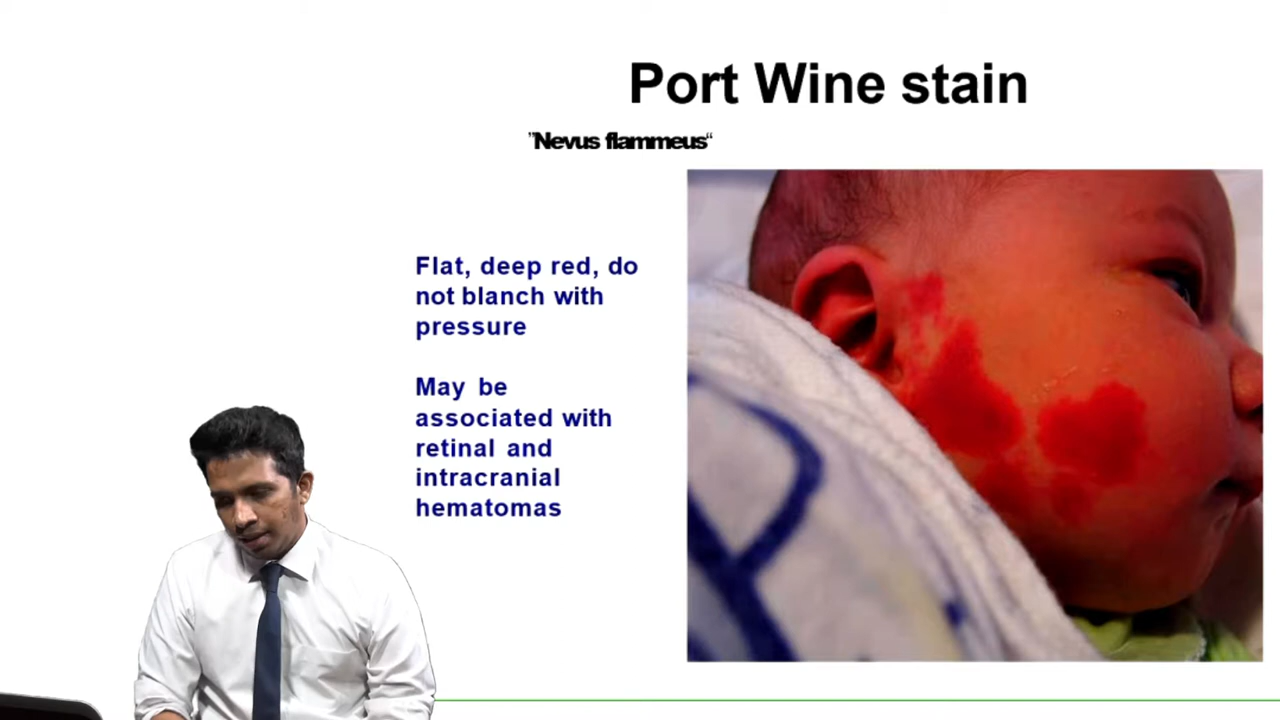 Port Wine stain
"Nevus flammeus“
Flat, deep red, do
not blanch with
pressure
May be
associated with
retinal and
intracranial
hematomas